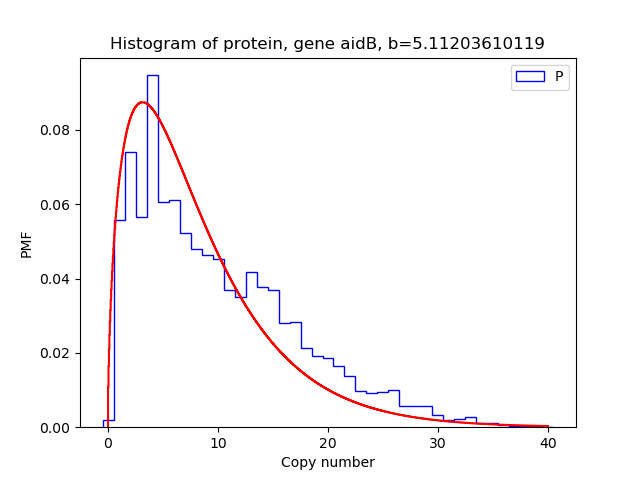 Histogram of protein, gene aidB, b=5.11203610119
P
0.08
0.06
0.04
0.02
0.00
PMF
0
10
20
30
40
Copy number